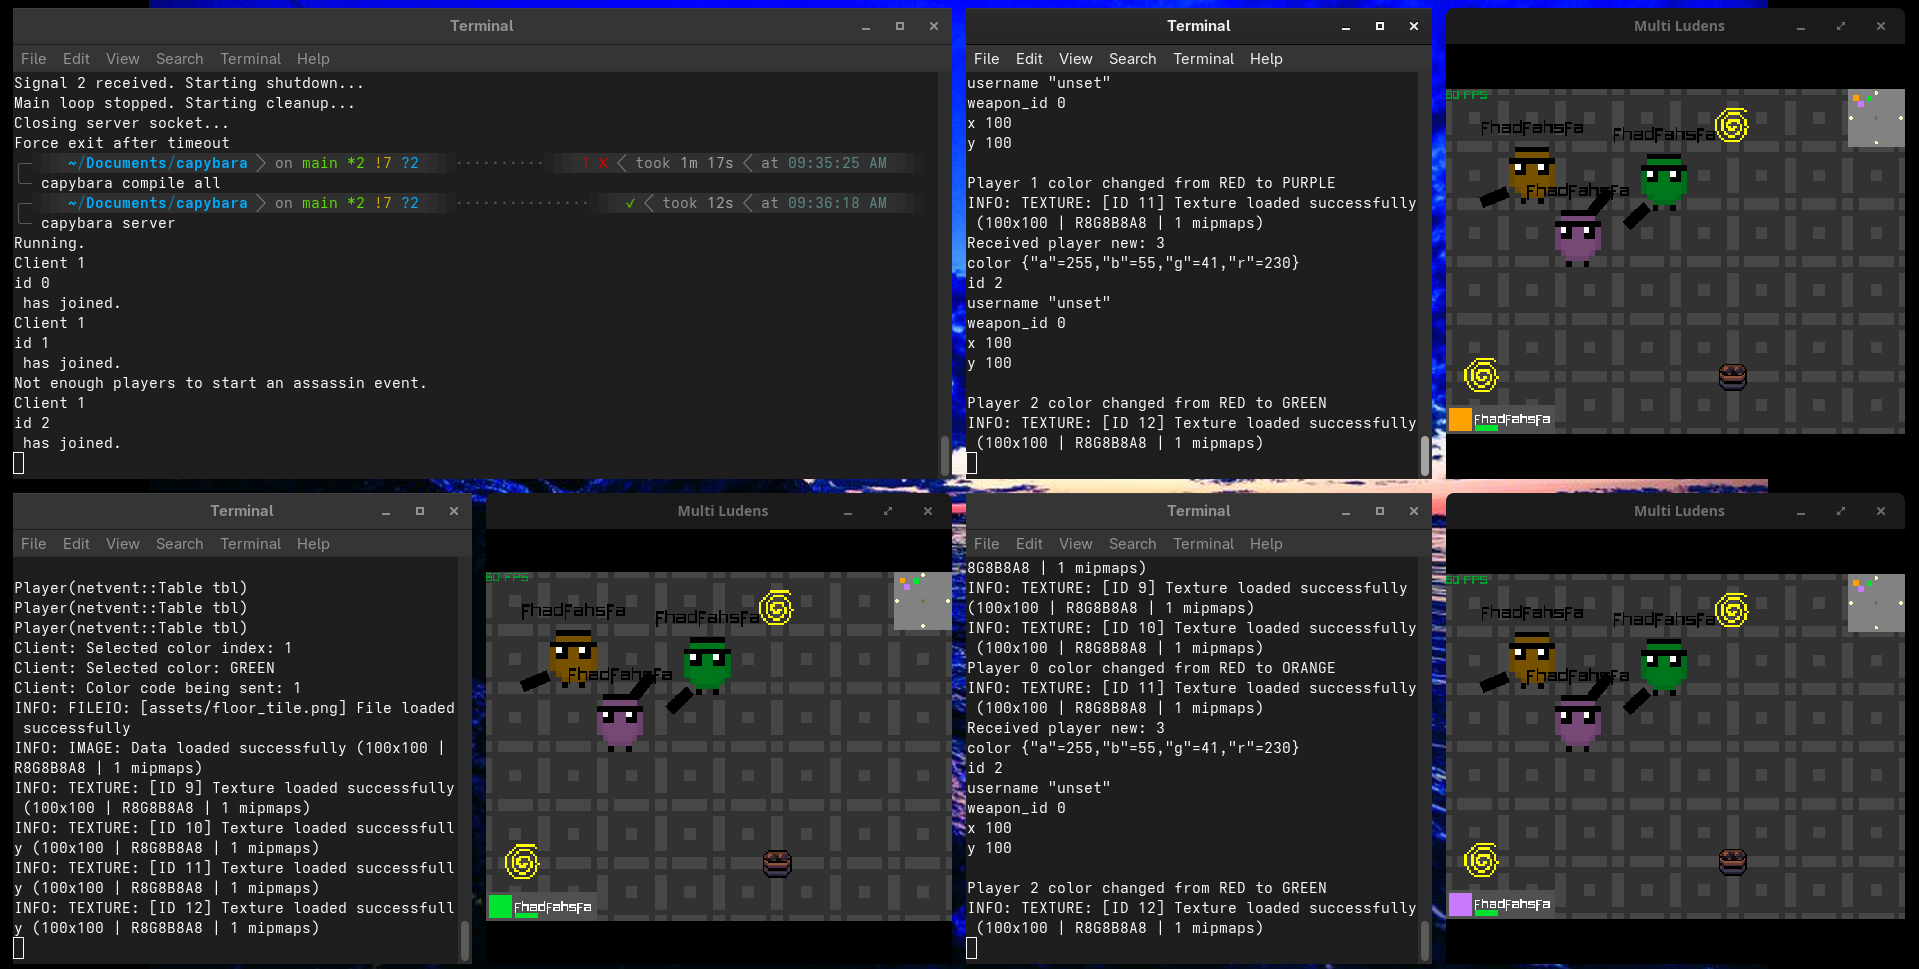 Terminal
File Edit View Search Terminal Help
Signal 2 received. Starting shutdown...
Main loop stopped. Starting cleanup...
Closing server socket...
Force exit after timeout
~/Documents/capybara on main *2 !7 ?2 1 ✗ took 1m 17s at 09:35:25 AM
capybara compile all
~/Documents/capybara on main *2 !7 ?2 ✓ took 12s at 09:36:18 AM
capybara server
Running.
Client 1
id 0
has joined.
Client 1
id 1
has joined.
Not enough players to start an assassin event.
Client 1
id 2
has joined.
Terminal
File Edit View Search Terminal Help
username "unset"
weapon_id 0
x 100
y 100
Player 1 color changed from RED to PURPLE
INFO: TEXTURE: [ID 11] Texture loaded successfully
(100x100 | R8G8B8A8 | 1 mipmaps)
Received player new: 3
color {"a"=255,"b"=55,"g"=41,"r"=230}
id 2
username "unset"
weapon_id 0
x 100
y 100
Player 2 color changed from RED to GREEN
INFO: TEXTURE: [ID 12] Texture loaded successfully
(100x100 | R8G8B8A8 | 1 mipmaps)
Multi Ludens
60 FPS
FhadFahsFa
FhadFahsFa
FhadFahsFa
FhadFahsFa
Terminal
File Edit View Search Terminal Help
Player(netvent::Table tbl)
Player(netvent::Table tbl)
Player(netvent::Table tbl)
Client: Selected color index: 1
Client: Selected color: GREEN
Client: Color code being sent: 1
INFO: FILEIO: [assets/floor_tile.png] File loaded
successfully
INFO: IMAGE: Data loaded successfully (100x100 |
R8G8B8A8 | 1 mipmaps)
INFO: TEXTURE: [ID 9] Texture loaded successfully
(100x100 | R8G8B8A8 | 1 mipmaps)
INFO: TEXTURE: [ID 10] Texture loaded successfull
y (100x100 | R8G8B8A8 | 1 mipmaps)
INFO: TEXTURE: [ID 11] Texture loaded successfull
y (100x100 | R8G8B8A8 | 1 mipmaps)
INFO: TEXTURE: [ID 12] Texture loaded successfull
y (100x100 | R8G8B8A8 | 1 mipmaps)
Multi Ludens
60 FPS
FhadFahsFa
FhadFahsFa
FhadFahsFa
FhadFahsFa
Terminal
File Edit View Search Terminal Help
8G8B8A8 | 1 mipmaps)
INFO: TEXTURE: [ID 9] Texture loaded successfully
(100x100 | R8G8B8A8 | 1 mipmaps)
INFO: TEXTURE: [ID 10] Texture loaded successfully
(100x100 | R8G8B8A8 | 1 mipmaps)
Player 0 color changed from RED to ORANGE
INFO: TEXTURE: [ID 11] Texture loaded successfully
(100x100 | R8G8B8A8 | 1 mipmaps)
Received player new: 3
color {"a"=255,"b"=55,"g"=41,"r"=230}
id 2
username "unset"
weapon_id 0
x 100
y 100
Player 2 color changed from RED to GREEN
INFO: TEXTURE: [ID 12] Texture loaded successfully
(100x100 | R8G8B8A8 | 1 mipmaps)
Multi Ludens
60 FPS
FhadFahsFa
FhadFahsFa
FhadFahsFa
FhadFahsFa